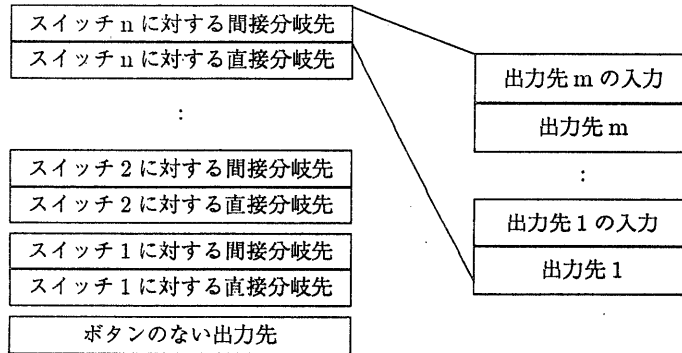 スイッチ n に対する間接分岐先
スイッチ n に対する直接分岐先
:
スイッチ 2 に対する間接分岐先
スイッチ 2 に対する直接分岐先
スイッチ 1 に対する間接分岐先
スイッチ 1 に対する直接分岐先
ボタンのない出力先
出力先 m の入力
出力先 m
:
出力先 1 の入力
出力先 1